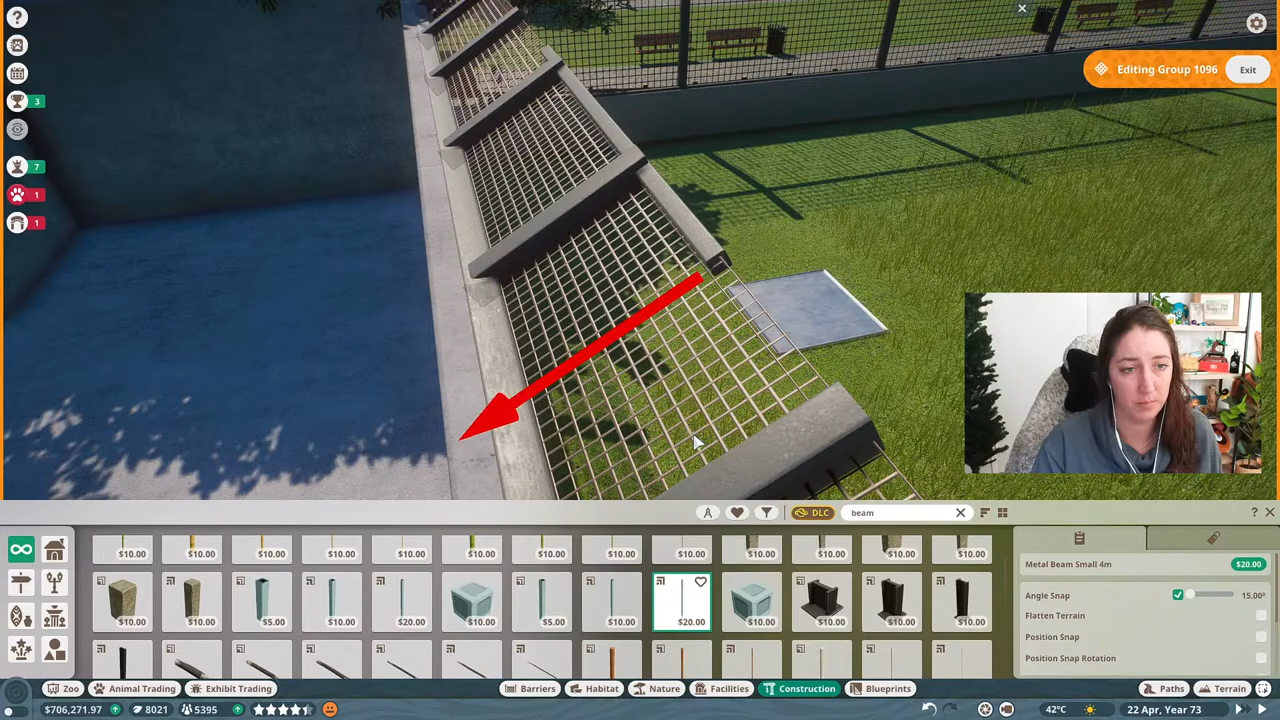 Editing Group 1096
Exit
3
7
1
1
DLC
beam
$10.00 $10.00 $10.00 $10.00 $10.00 $10.00 $10.00 $10.00 $10.00 $10.00 $10.00 $10.00 $10.00
$10.00 $10.00 $5.00 $10.00 $10.00 $10.00 $5.00 $10.00 $20.00 $10.00 $10.00 $10.00 $10.00
Metal Beam Small 4m
$20.00
Angle Snap
15.00°
Flatten Terrain
Position Snap
Position Snap Rotation
Zoo Animal Trading Exhibit Trading Barriers Habitat Nature Facilities Construction Blueprints Paths Terrain
$706,271.97 8021 5395 42°C 22 Apr, Year 73